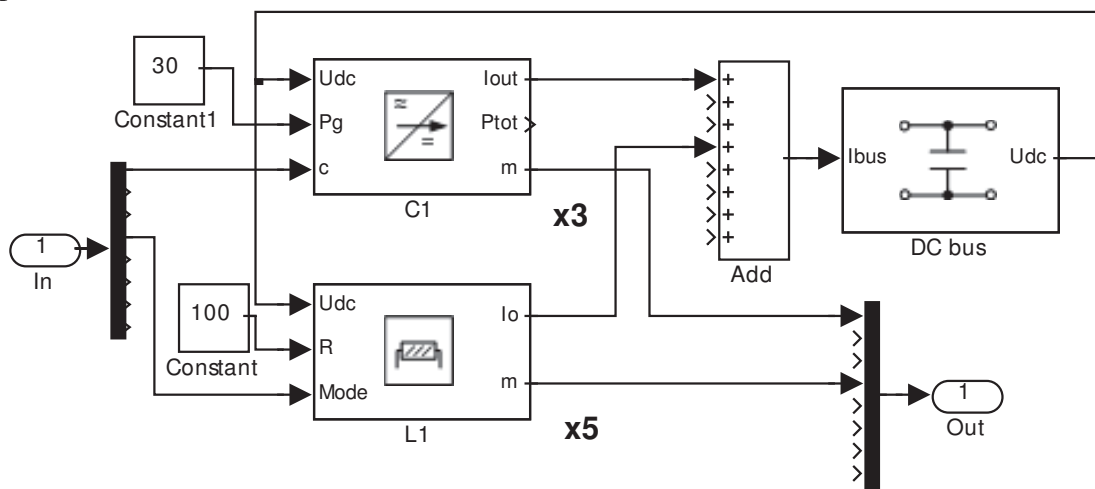 30
Constant1
Udc
Pg
c
≈
=
Iout
Ptot
m
C1
x3
+
+
+
+
+
+
+
+
Add
Ibus
Udc
DC bus
1
In
100
Constant
Udc
R
Mode
Io
m
L1
x5
1
Out